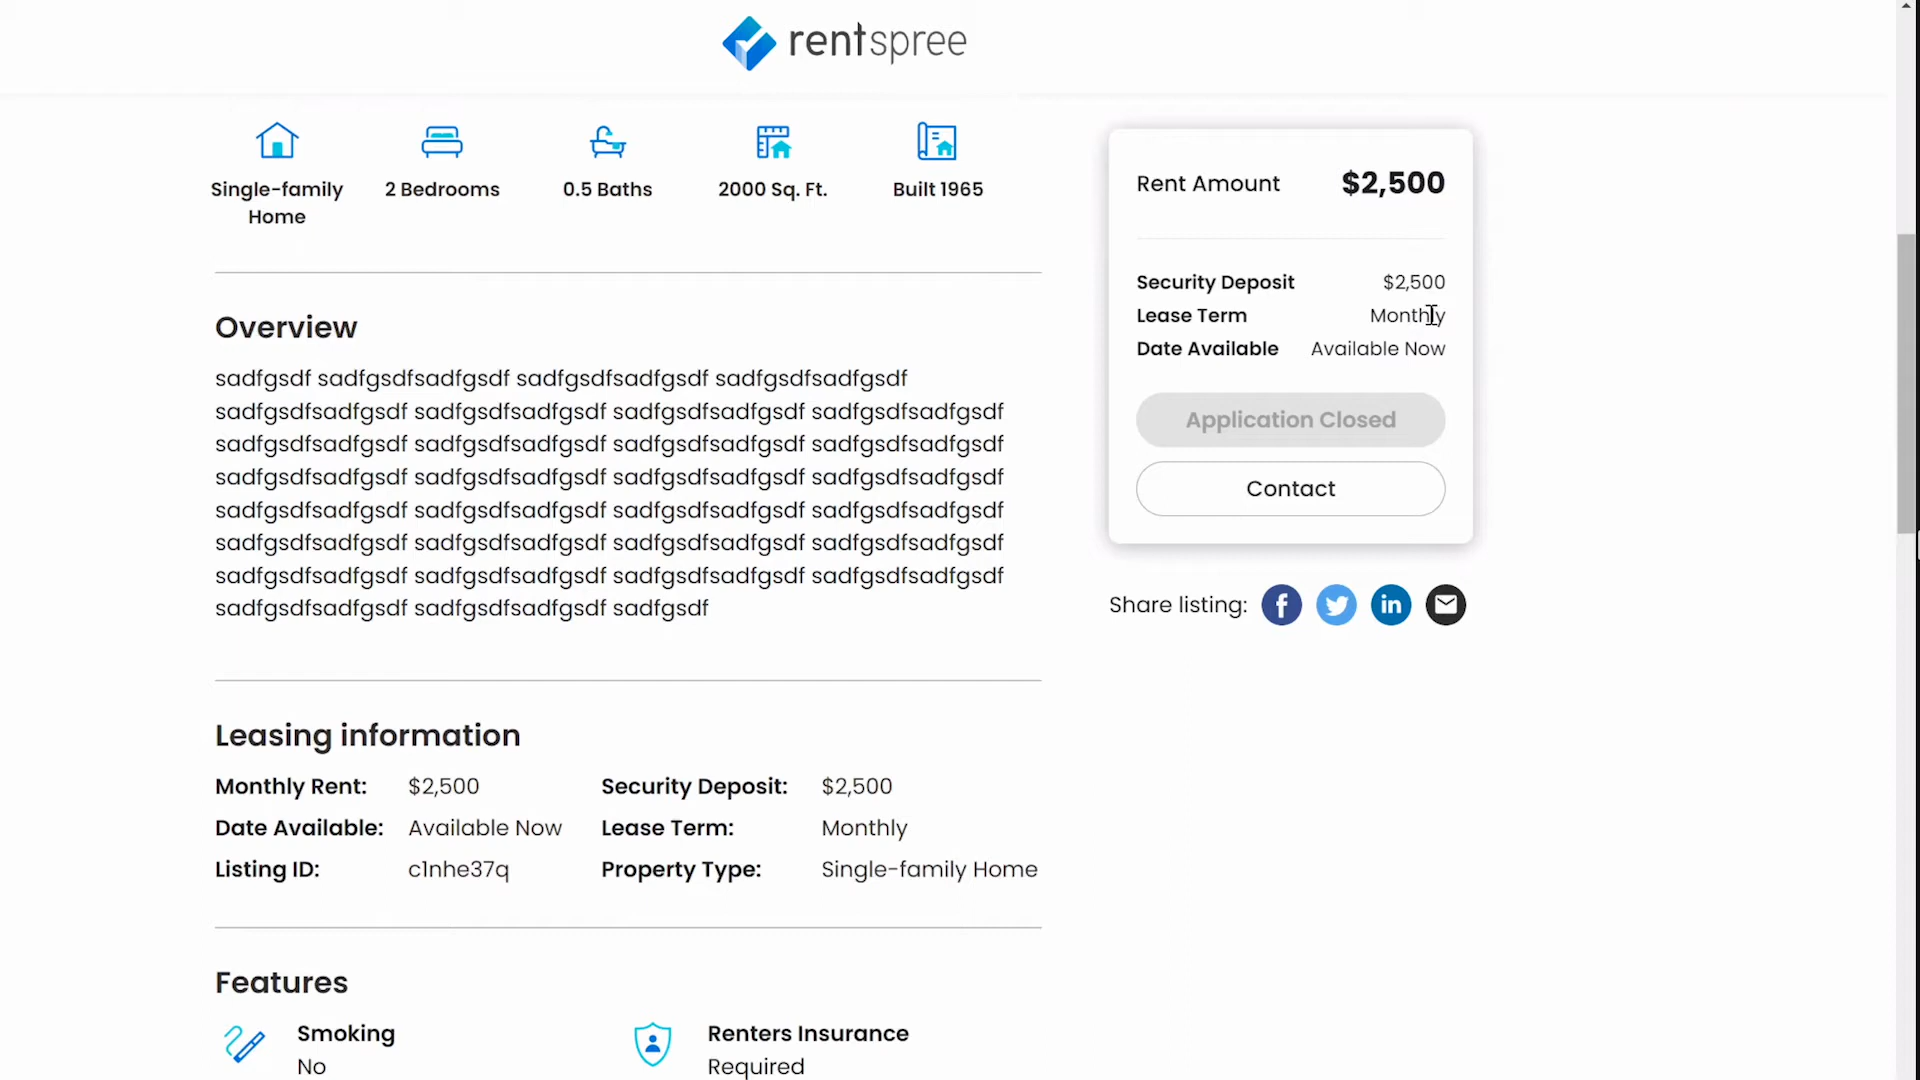 rentspree
Single-family
Home
2 Bedrooms
0.5 Baths
2000 Sq. Ft.
Built 1965
Rent Amount $2,500
Security Deposit $2,500
Lease Term Monthly
Date Available Available Now
Application Closed
Contact
Share listing:
Overview
sadfgsdf sadfgsdfsadfgsdf sadfgsdfsadfgsdf sadfgsdfsadfgsdf
sadfgsdfsadfgsdf sadfgsdfsadfgsdf sadfgsdfsadfgsdf sadfgsdfsadfgsdf
sadfgsdfsadfgsdf sadfgsdfsadfgsdf sadfgsdfsadfgsdf sadfgsdfsadfgsdf
sadfgsdfsadfgsdf sadfgsdfsadfgsdf sadfgsdfsadfgsdf sadfgsdfsadfgsdf
sadfgsdfsadfgsdf sadfgsdfsadfgsdf sadfgsdfsadfgsdf sadfgsdfsadfgsdf
sadfgsdfsadfgsdf sadfgsdfsadfgsdf sadfgsdfsadfgsdf sadfgsdfsadfgsdf
sadfgsdfsadfgsdf sadfgsdfsadfgsdf sadfgsdfsadfgsdf sadfgsdfsadfgsdf
sadfgsdfsadfgsdf sadfgsdfsadfgsdf sadfgsdf
Leasing information
Monthly Rent: $2,500 Security Deposit: $2,500
Date Available: Available Now Lease Term: Monthly
Listing ID: c1nhe37q Property Type: Single-family Home
Features
Smoking
No
Renters Insurance
Required